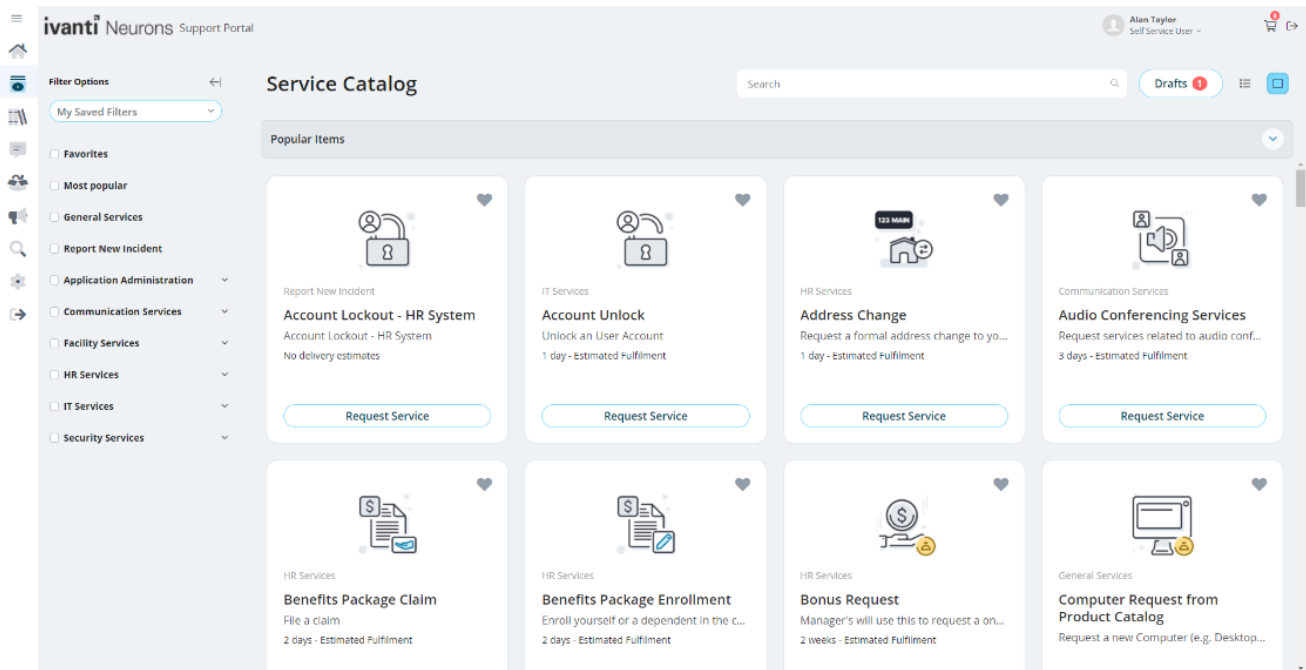 ivanti Neurons Support Portal
Alan Taylor
Self Service User
Filter Options
My Saved Filters
Favorites
Most popular
General Services
Report New Incident
Application Administration
Communication Services
Facility Services
HR Services
IT Services
Security Services
Service Catalog
Search
Drafts 1
Popular Items
123 MAIN
Report New Incident
Account Lockout - HR System
Account Lockout - HR System
No delivery estimates
Request Service
IT Services
Account Unlock
Unlock an User Account
1 day - Estimated Fulfilment
Request Service
HR Services
Address Change
Request a formal address change to yo...
1 day - Estimated Fulfilment
Request Service
Communication Services
Audio Conferencing Services
Request services related to audio conf...
3 days - Estimated Fulfilment
Request Service
HR Services
Benefits Package Claim
File a claim
2 days - Estimated Fulfilment
HR Services
Benefits Package Enrollment
Enroll yourself or a dependent in the c...
2 days - Estimated Fulfilment
HR Services
Bonus Request
Manager's will use this to request a on...
2 weeks - Estimated Fulfilment
General Services
Computer Request from
Product Catalog
Request a new Computer (e.g. Desktop...